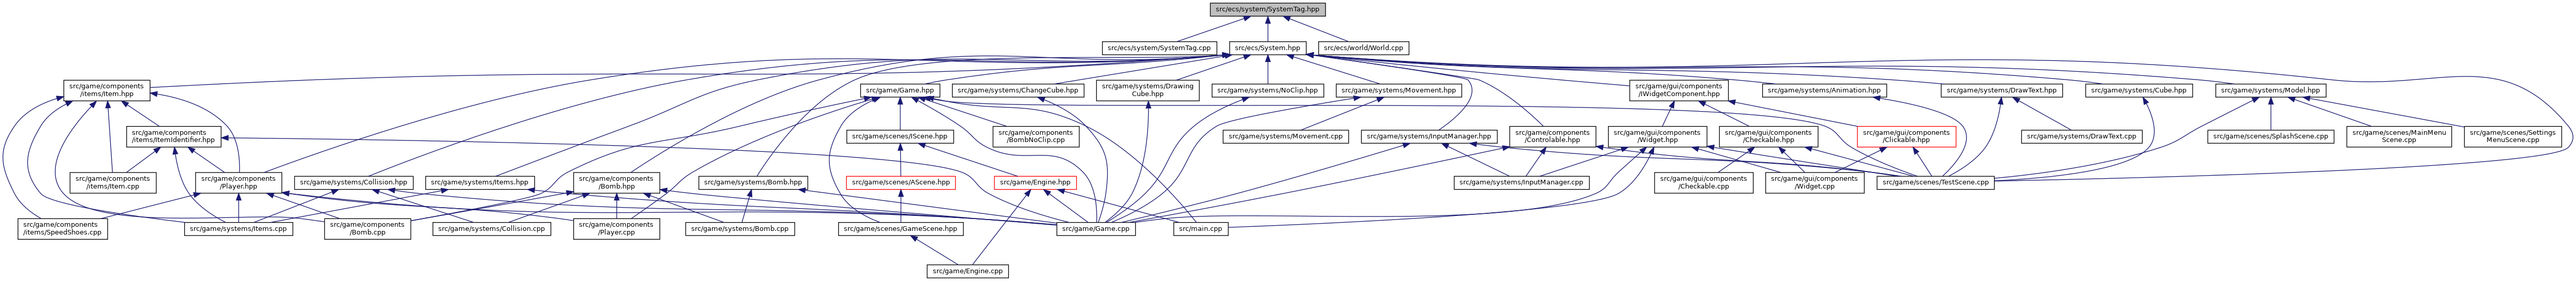 src/ecs/system/SystemTag.hpp
src/ecs/system/SystemTag.cpp
src/ecs/System.hpp
src/ecs/world/World.cpp
src/game/components
/items/Item.hpp
src/game/Game.hpp
src/game/systems/ChangeCube.hpp
src/game/systems/Drawing
Cube.hpp
src/game/systems/NoClip.hpp
src/game/systems/Movement.hpp
src/game/gui/components
/IWidgetComponent.hpp
src/game/systems/Animation.hpp
src/game/systems/DrawText.hpp
src/game/systems/Cube.hpp
src/game/systems/Model.hpp
src/game/components
/items/ItemIdentifier.hpp
src/game/scenes/IScene.hpp
src/game/components
/BombNoClip.cpp
src/game/systems/Movement.cpp
src/game/systems/InputManager.hpp
src/game/components
/Controlable.hpp
src/game/gui/components
/Widget.hpp
src/game/gui/components
/Checkable.hpp
src/game/gui/components
/Clickable.hpp
src/game/systems/DrawText.cpp
src/game/scenes/SplashScene.cpp
src/game/scenes/MainMenu
Scene.cpp
src/game/scenes/Settings
MenuScene.cpp
src/game/components
/items/Item.cpp
src/game/components
/Player.hpp
src/game/systems/Collision.hpp
src/game/systems/Items.hpp
src/game/components
/Bomb.hpp
src/game/systems/Bomb.hpp
src/game/scenes/AScene.hpp
src/game/Engine.hpp
src/game/systems/InputManager.cpp
src/game/gui/components
/Checkable.cpp
src/game/gui/components
/Widget.cpp
src/game/scenes/TestScene.cpp
src/game/components
/items/SpeedShoes.cpp
src/game/systems/Items.cpp
src/game/components
/Bomb.cpp
src/game/systems/Collision.cpp
src/game/components
/Player.cpp
src/game/systems/Bomb.cpp
src/game/scenes/GameScene.hpp
src/game/Game.cpp
src/main.cpp
src/game/Engine.cpp